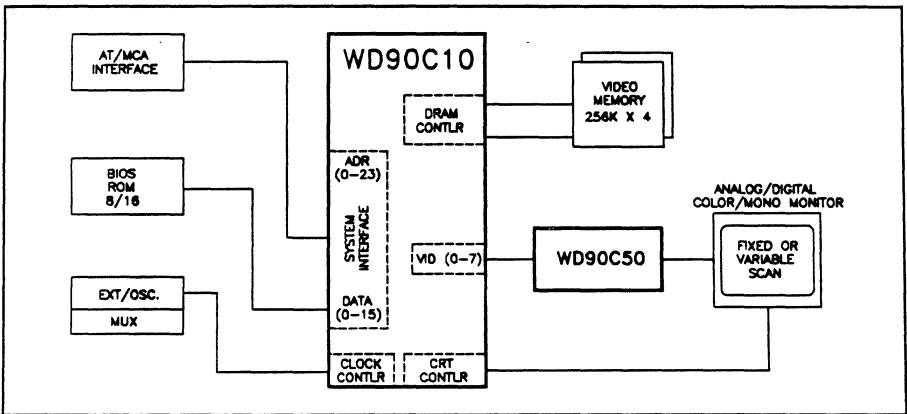 AT/MCA
INTERFACE
BIOS
ROM
8/16
EXT/OSC.
MUX
WD90C10
DRAM
CONTLR
ADR
(0-23)
SYSTEM
INTERFACE
VID (0-7)
DATA
(0-15)
CLOCK
CONTLR
CRT
CONTLR
VIDEO
MEMORY
256K X 4
WD90C50
ANALOG/DIGITAL
COLOR/MONO MONITOR
FIXED OR
VARIABLE
SCAN